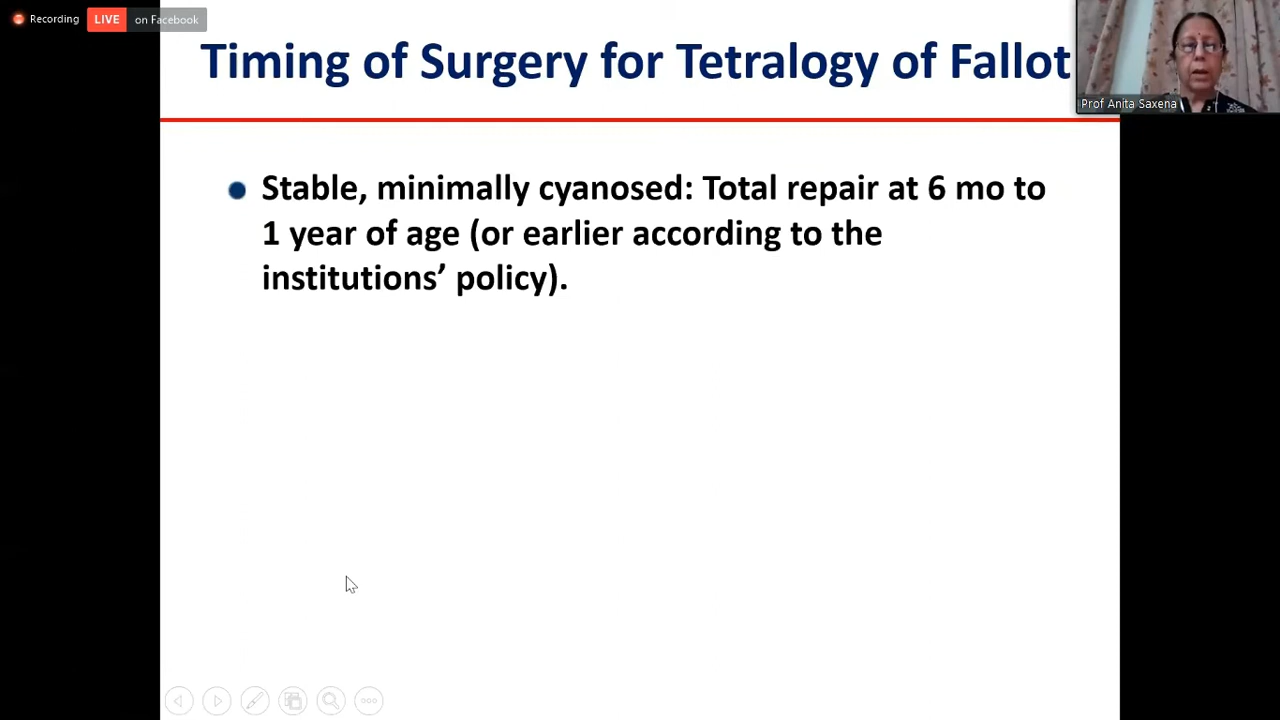 Recording
LIVE on Facebook
Timing of Surgery for Tetralogy of Fallot
Prof Anita Saxena
Stable, minimally cyanosed: Total repair at 6 mo to
1 year of age (or earlier according to the
institutions’ policy).